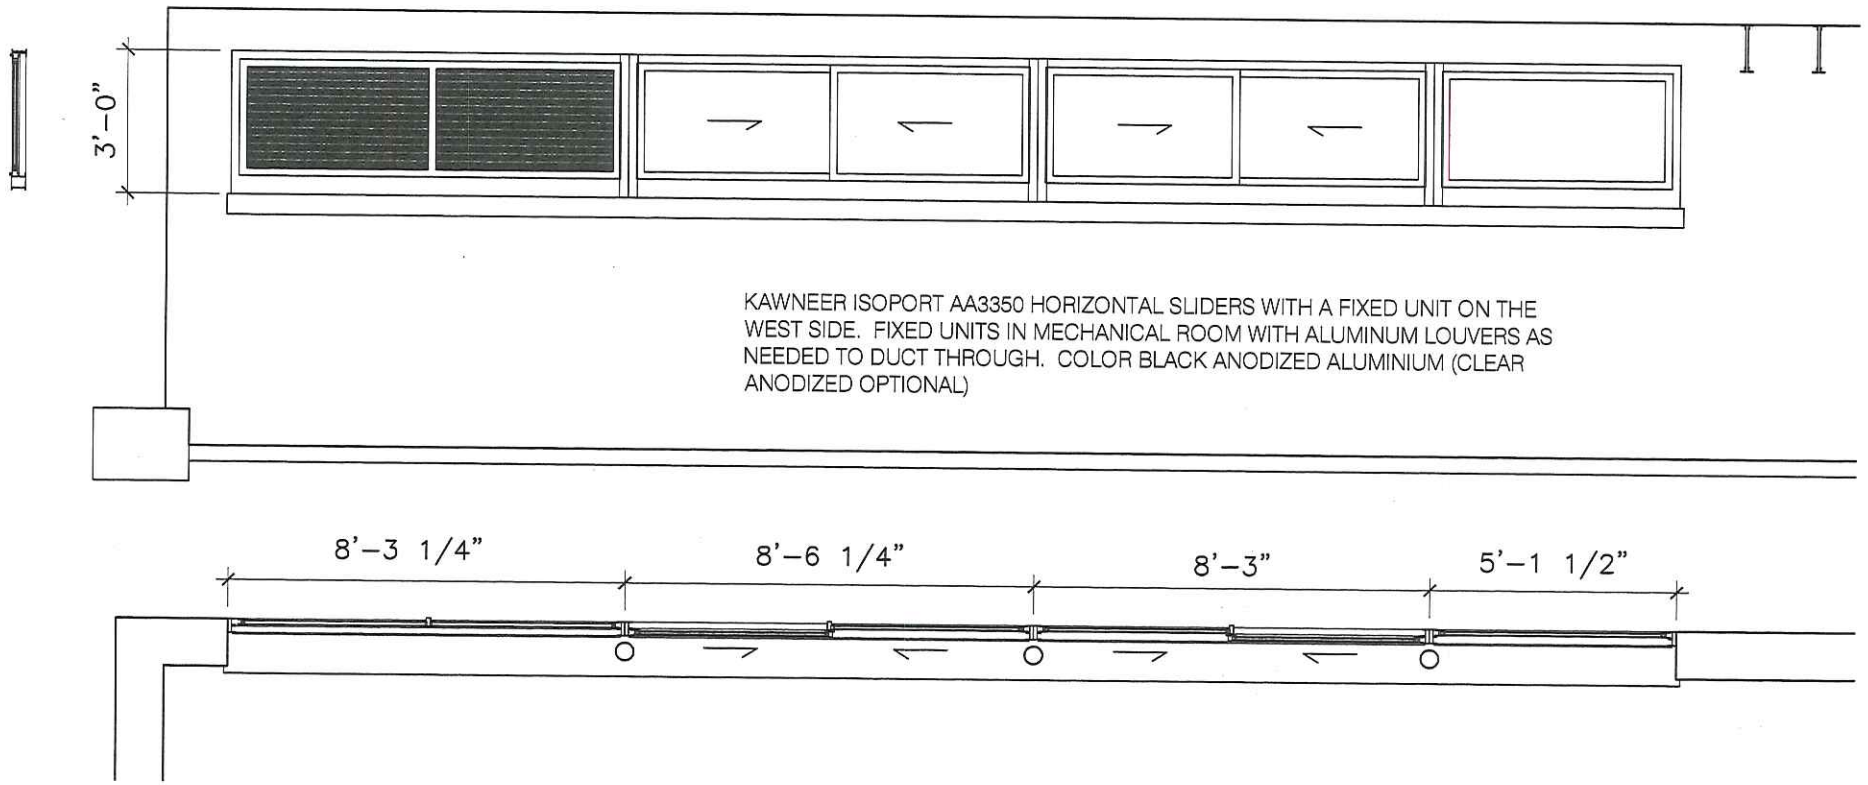 3'-0"
KAWNEER ISOPORT AA3350 HORIZONTAL SLIDERS WITH A FIXED UNIT ON THE
WEST SIDE. FIXED UNITS IN MECHANICAL ROOM WITH ALUMINUM LOUVERS AS
NEEDED TO DUCT THROUGH. COLOR BLACK ANODIZED ALUMINIUM (CLEAR
ANODIZED OPTIONAL)
8'-3 1/4"
8'-6 1/4"
8'-3"
5'-1 1/2"